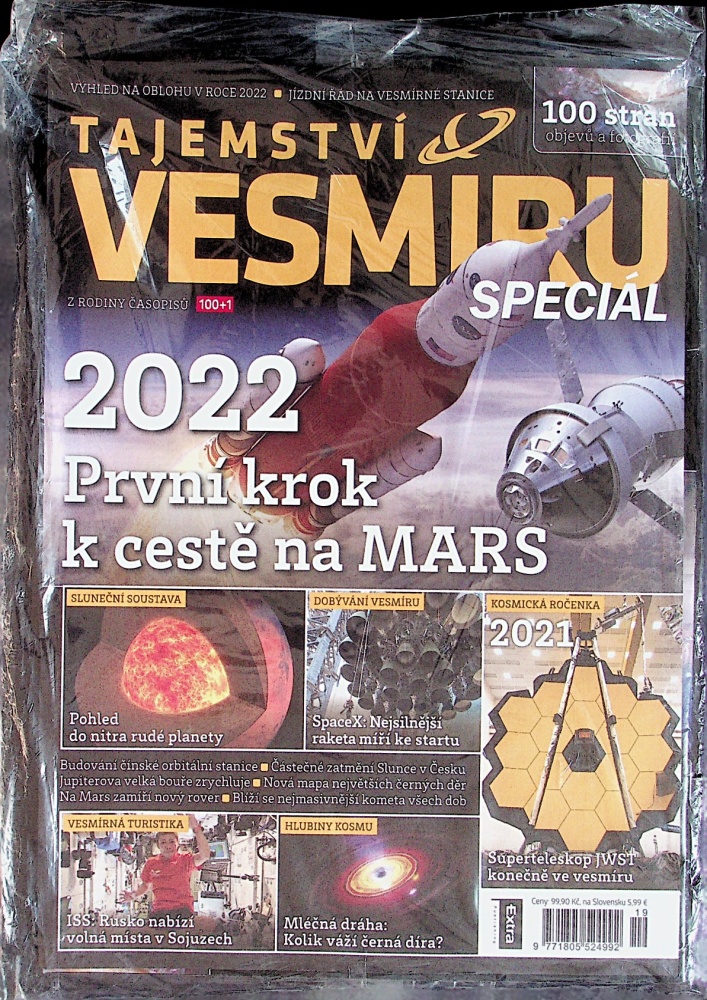 VÝHLED NA OBLOHU V ROCE 2022 ■ JÍZDNÍ ŘÁD NA VESMÍRNÉ STANICE
100 stran
objevů a fotografií
TAJEMSTVÍ
VESMÍRU
SPECIÁL
Z RODINY ČASOPISŮ 100+1
2022
První krok
k cestě na MARS
SLUNEČNÍ SOUSTAVA
Pohled
do nitra rudé planety
DOBÝVÁNÍ VESMÍRU
SpaceX: Nejsilnější
raketa míří ke startu
KOSMICKÁ ROČENKA
2021
Superteleskop JWST
konečně ve vesmíru
Budování čínské orbitální stanice ■ Částečné zatmění Slunce v Česku
Jupiterova velká bouře zrychluje ■ Nová mapa největších černých děr
Na Mars zamíří nový rover ■ Blíží se nejmasivnější kometa všech dob
VESMÍRNÁ TURISTIKA
ISS: Rusko nabízí
volná místa v Sojuzech
HLUBINY KOSMU
Mléčná dráha:
Kolik váží černá díra?
Extra
Publishing
Ceny: 99,90 Kč, na Slovensku 5,99 €
19
9 771805 524992